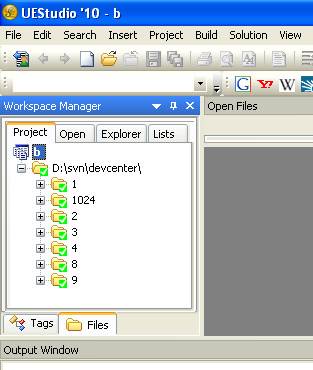 UEStudio '10 - b
File Edit Search Insert Project Build Solution View
G Y! W
Workspace Manager
Open Files
Project Open Explorer Lists
b
D:\svn\devcenter\
1
1024
2
3
4
8
9
Tags Files
Output Window